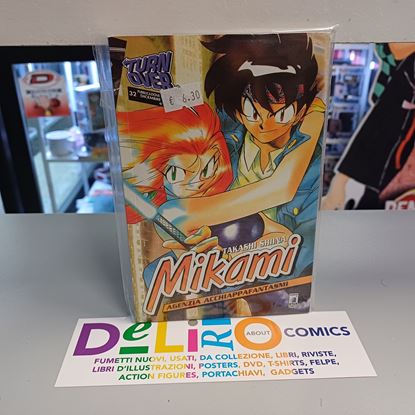 TURN
OVER
32
€ 6.30
TAKASHI SHIINA
Mikami
AGENZIA ACCHIAPPAFANTASMI
DeLiRiO ABOUT COMICS
FUMETTI NUOVI, USATI, DA COLLEZIONE, LIBRI, RIVISTE,
LIBRI D'ILLUSTRAZIONI, POSTERS, DVD, T-SHIRTS, FELPE,
ACTION FIGURES, PORTACHIAVI, GADGETS